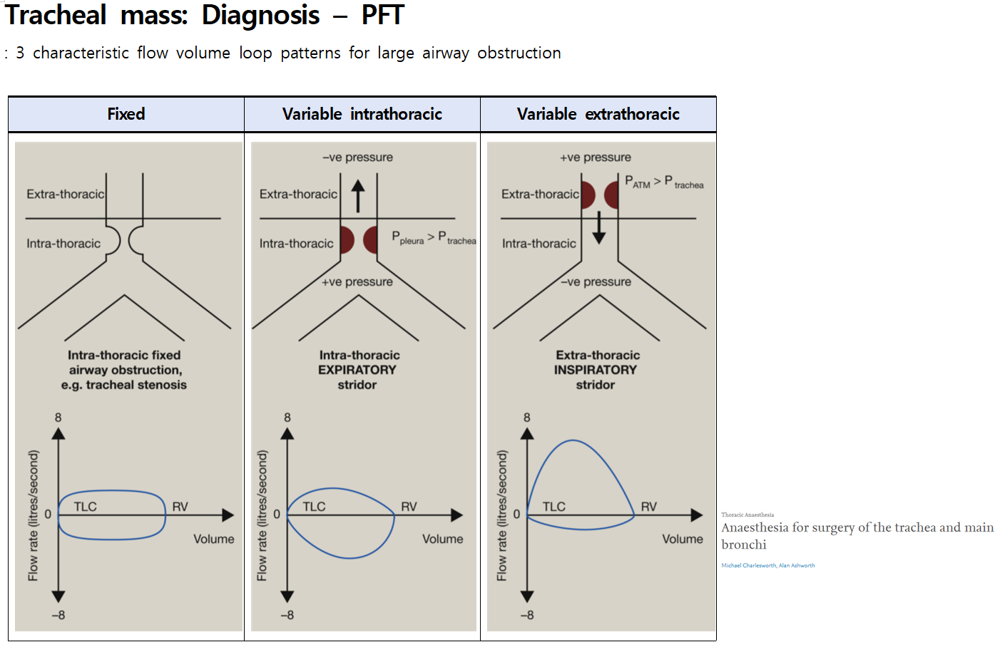 Tracheal mass: Diagnosis – PFT
: 3 characteristic flow volume loop patterns for large airway obstruction
Fixed
Variable intrathoracic
Variable extrathoracic
Extra-thoracic
Intra-thoracic
Intra-thoracic fixed
airway obstruction,
e.g. tracheal stenosis
8
Flow rate (litres/second)
0
TLC
RV
Volume
–8
–ve pressure
Extra-thoracic
Intra-thoracic
Ppleura > Ptrachea
+ve pressure
Intra-thoracic
EXPIRATORY
stridor
8
Flow rate (litres/second)
0
TLC
RV
Volume
–8
+ve pressure
PATM > Ptrachea
Extra-thoracic
Intra-thoracic
–ve pressure
Extra-thoracic
INSPIRATORY
stridor
8
Flow rate (litres/second)
0
TLC
RV
Volume
–8
Thoracic Anaesthesia
Anaesthesia for surgery of the trachea and main
bronchi
Michael Charlesworth, Alan Ashworth